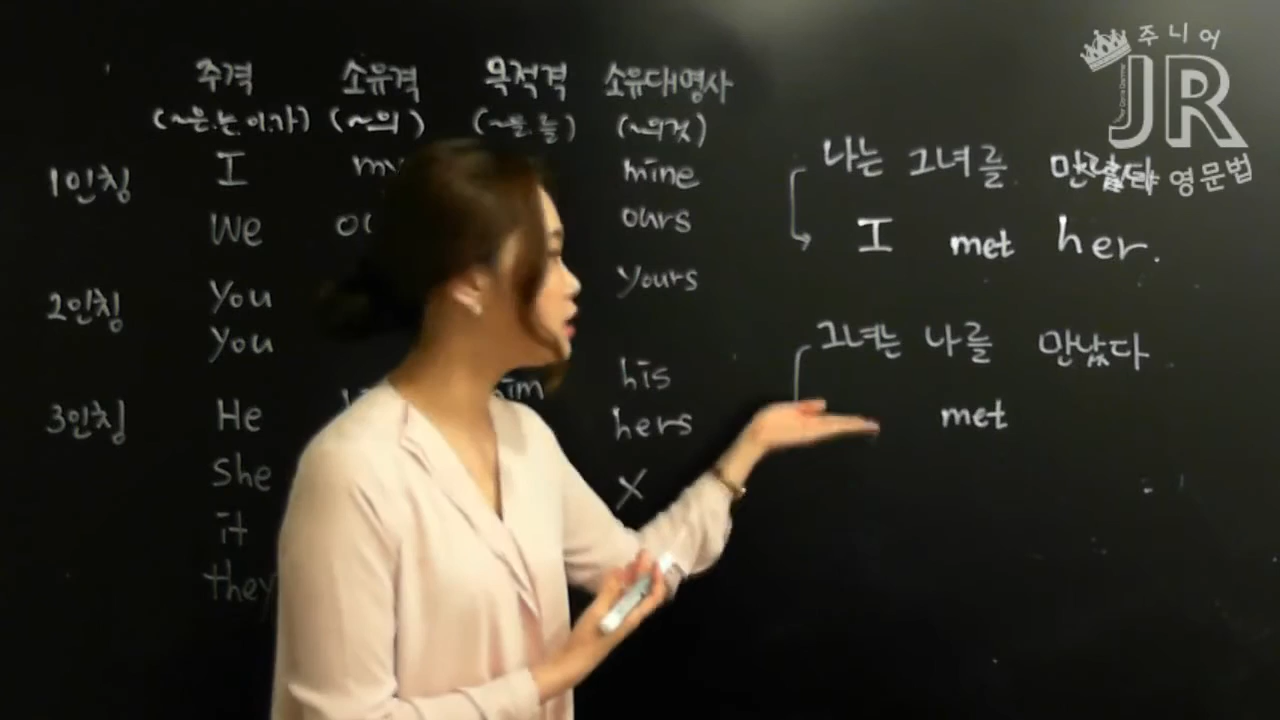 주격 소유격 목적격 소유대명사
(~은.는.이.가) (~의) (~을.를) (~의것)
1인칭 I my mine
We ours
2인칭 You yours
You
3인칭 He him his
She hers
it X
they
나는 그녀를 만났다
I met her.
그녀는 나를 만났다
met
주니어
JR
영문법